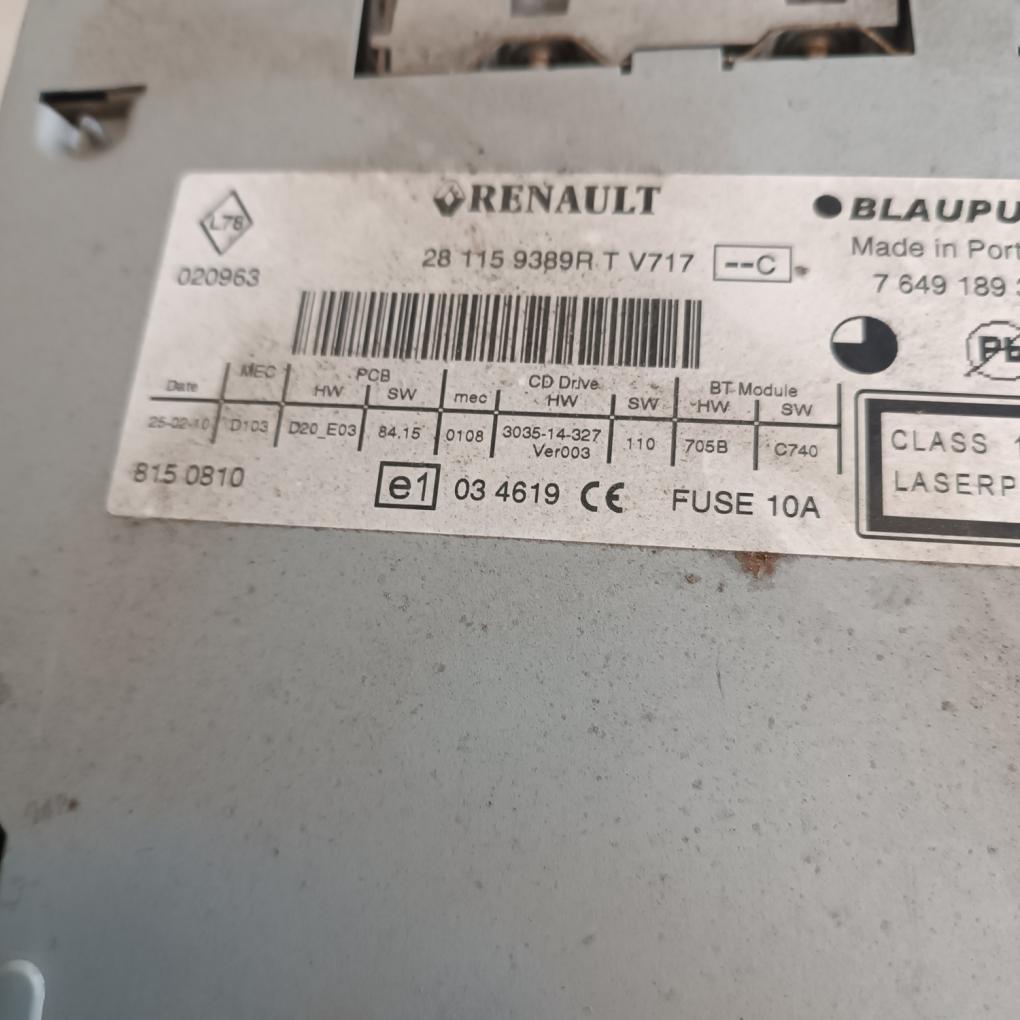 L78
020963
RENAULT
28 115 9389R T V717 --C
BLAUPU
Made in Port
7 649 189
Pb
Date MEC PCB HW SW mec CD Drive HW SW BT Module HW SW
25-02-10 D103 D20_E03 84.15 0108 3035-14-327 Ver003 110 705B C740
815 0810
e1 03 4619 CE FUSE 10A
CLASS 1
LASERP